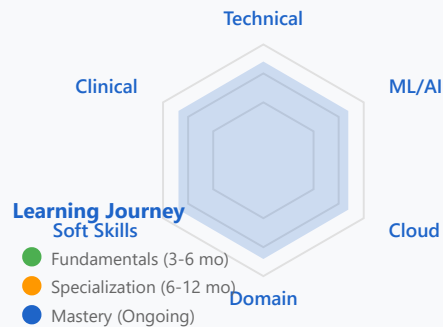 Technical
Clinical
ML/AI
Learning Journey
Soft Skills
Cloud
Fundamentals (3-6 mo)
Specialization (6-12 mo)
Domain
Mastery (Ongoing)